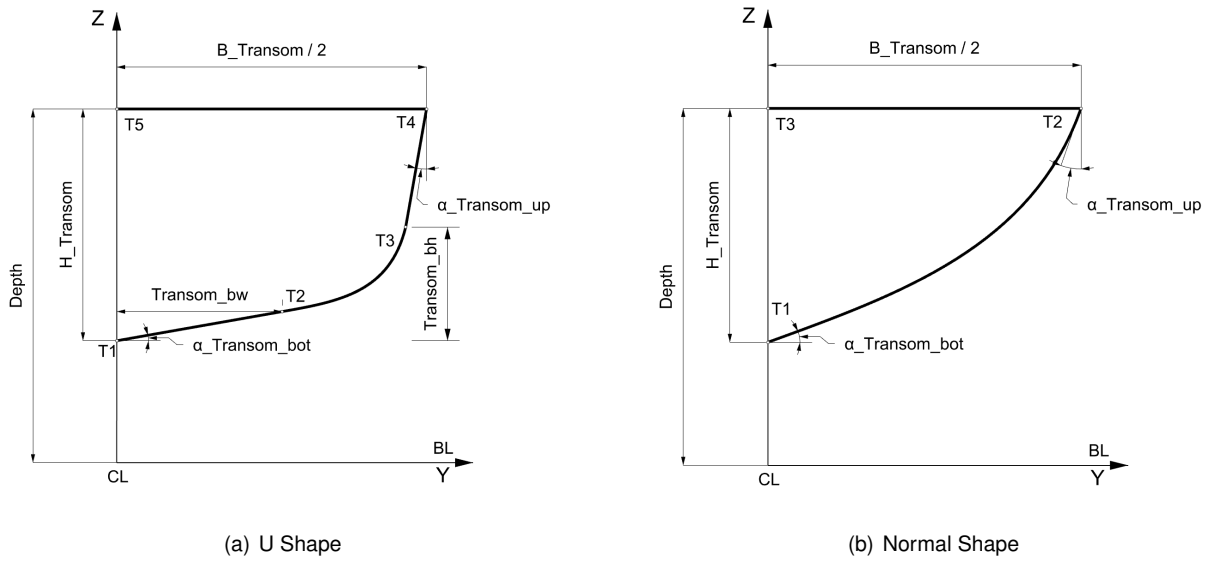 Z
B_Transom / 2
T5
T4
α_Transom_up
H_Transom
Depth
T3
Transom_bh
Transom_bw
T2
T1
α_Transom_bot
BL
CL
Y
(a) U Shape
Z
B_Transom / 2
T3
T2
α_Transom_up
H_Transom
Depth
T1
α_Transom_bot
BL
CL
Y
(b) Normal Shape